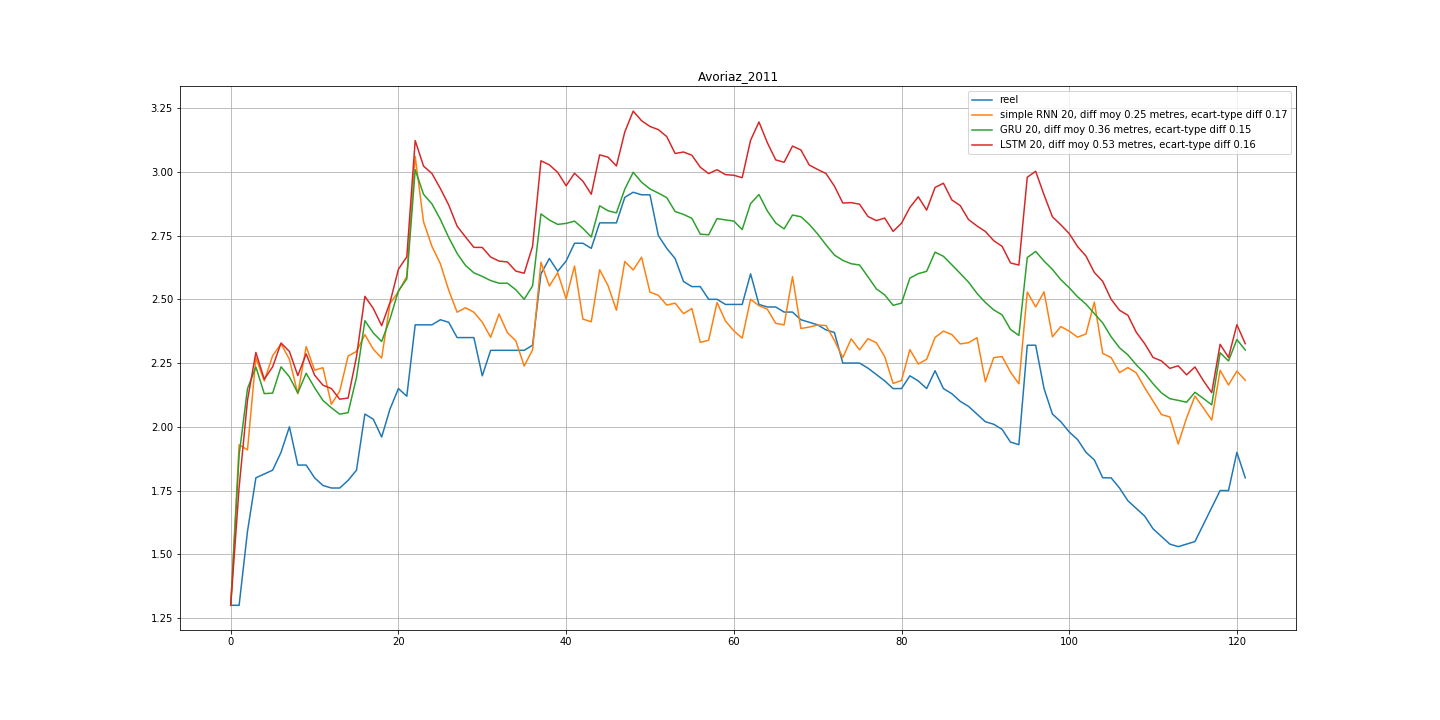 Avoriaz_2011
reel
simple RNN 20, diff moy 0.25 metres, ecart-type diff 0.17
GRU 20, diff moy 0.36 metres, ecart-type diff 0.15
LSTM 20, diff moy 0.53 metres, ecart-type diff 0.16
3.25
3.00
2.75
2.50
2.25
2.00
1.75
1.50
1.25
0 20 40 60 80 100 120